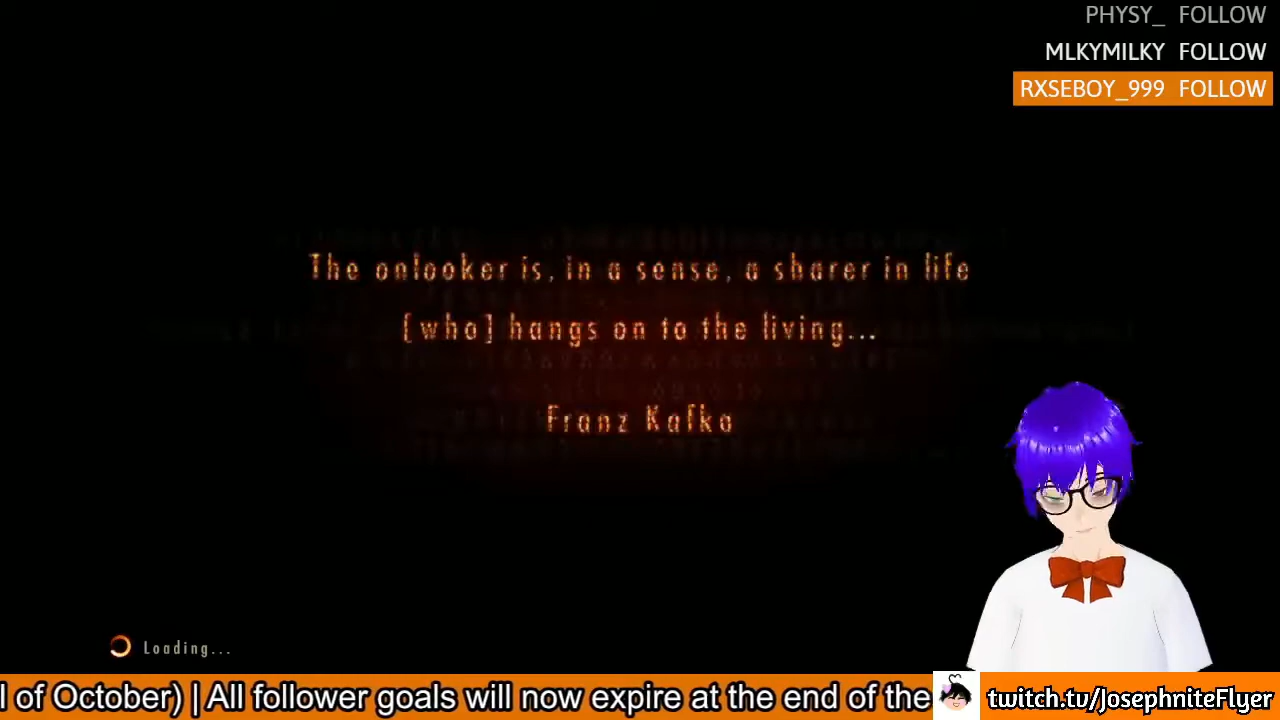 PHYSY_ FOLLOW
MLKYMILKY FOLLOW
RXSEBOY_999 FOLLOW
The onlooker is, in a sense, a sharer in life
[who] hangs on to the living...
Franz Kafka
Loading...
l of October) | All follower goals will now expire at the end of the
twitch.tv/JosephniteFlyer